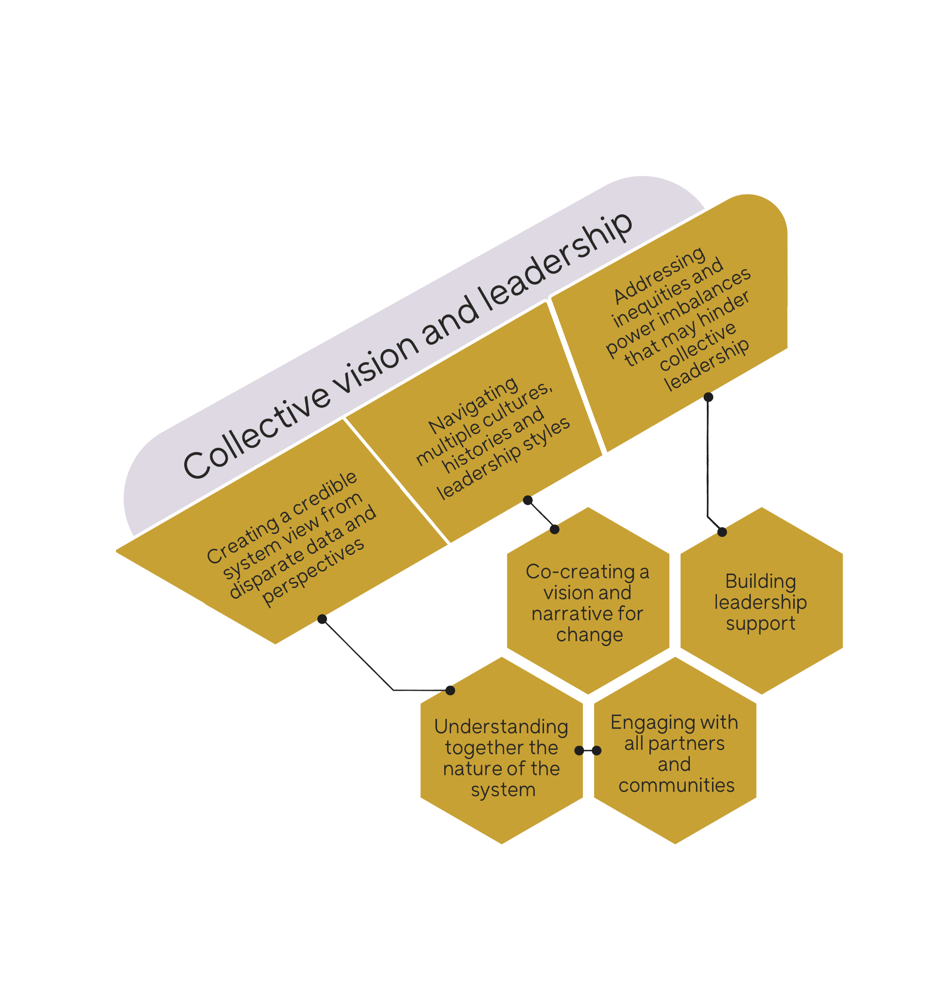 Collective vision and leadership
Creating a credible
system view from
disparate data and
perspectives
Navigating
multiple cultures,
histories and
leadership styles
Addressing
inequities and
power imbalances
that may hinder
collective
leadership
Co-creating a
vision and
narrative for
change
Building
leadership
support
Understanding
together the
nature of the
system
Engaging with
all partners
and
communities